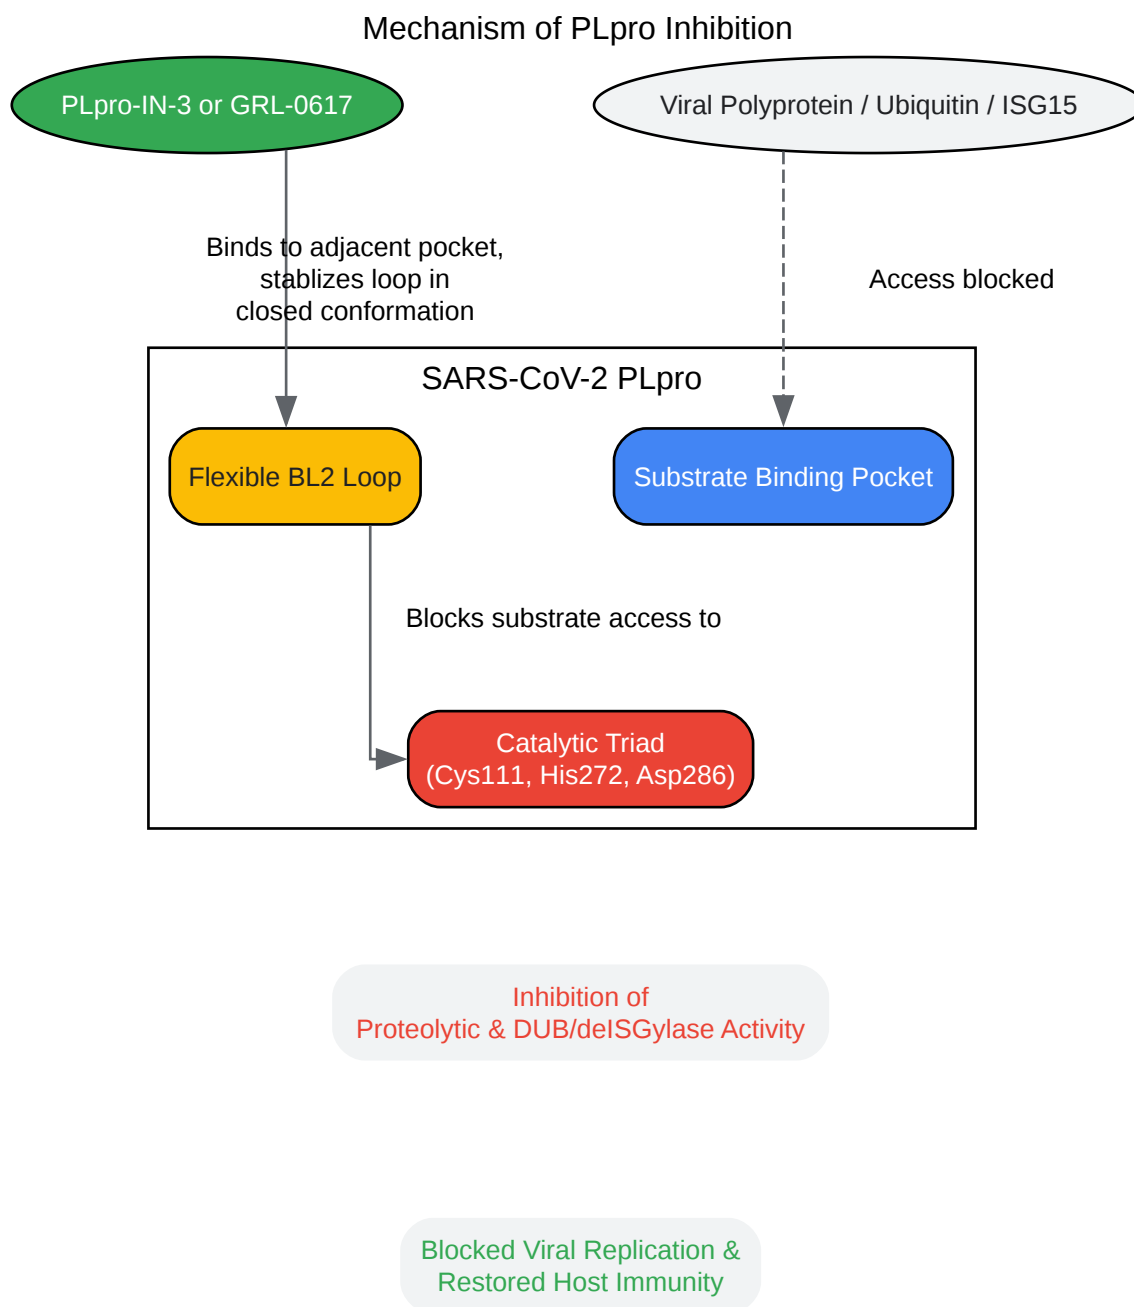 Mechanism of PLpro Inhibition
PLpro-IN-3 or GRL-0617
Viral Polyprotein / Ubiquitin / ISG15
Binds to adjacent pocket,
stablizes loop in
closed conformation
Access blocked
SARS-CoV-2 PLpro
Flexible BL2 Loop
Substrate Binding Pocket
Blocks substrate access to
Catalytic Triad
(Cys111, His272, Asp286)
Inhibition of
Proteolytic & DUB/deISGylase Activity
Blocked Viral Replication &
Restored Host Immunity